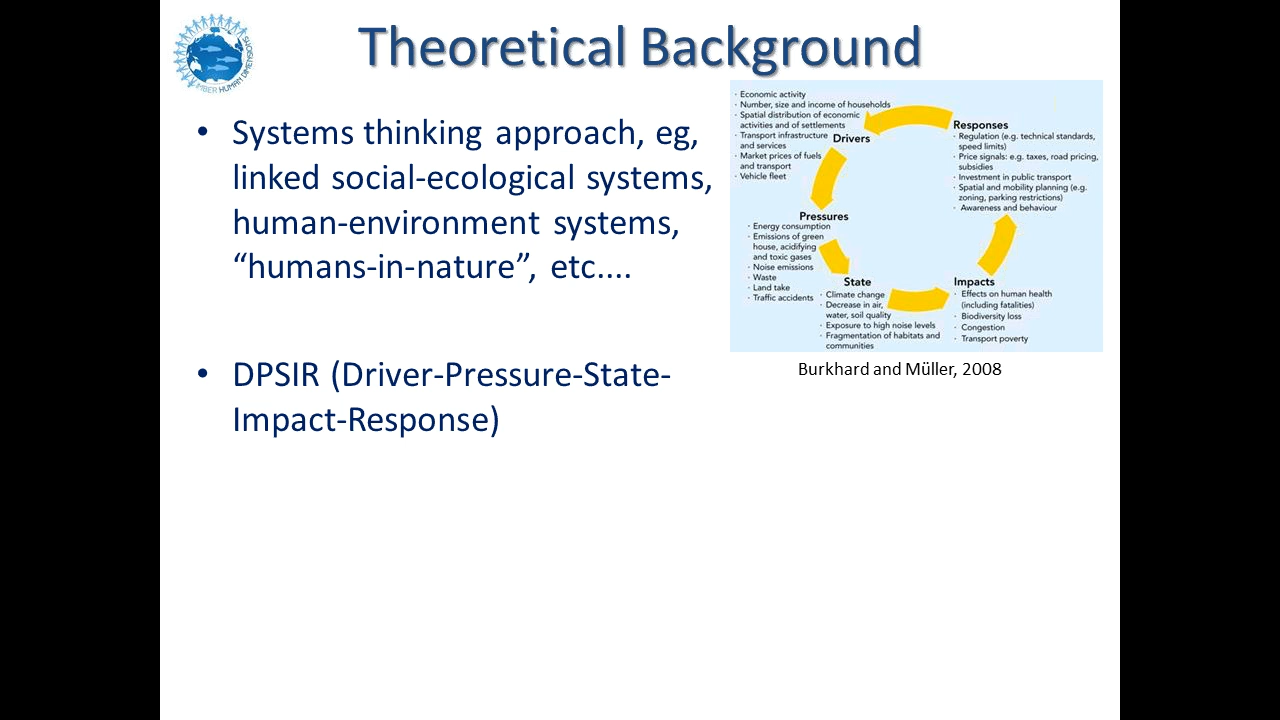 Theoretical Background
IMBER HUMAN DIMENSIONS
• Systems thinking approach, eg,
linked social-ecological systems,
human-environment systems,
“humans-in-nature”, etc....
• DPSIR (Driver-Pressure-State-
Impact-Response)
· Economic activity
· Number, size and income of households
· Spatial distribution of economic
activities and of settlements
· Transport infrastructure
and services
· Market prices of fuels
and transport
· Vehicle fleet
Drivers
Responses
· Regulation (e.g. technical standards,
speed limits)
· Price signals: e.g. taxes, road pricing,
subsidies
· Investment in public transport
· Spatial and mobility planning (e.g.
zoning, parking restrictions)
· Awareness and behaviour
Pressures
· Energy consumption
· Emissions of green
house, acidifying
and toxic gases
· Noise emissions
· Waste
· Land take
· Traffic accidents
State
· Climate change
· Decrease in air,
water, soil quality
· Exposure to high noise levels
· Fragmentation of habitats and
communities
Impacts
· Effects on human health
(including fatalities)
· Biodiversity loss
· Congestion
· Transport poverty
Burkhard and Müller, 2008